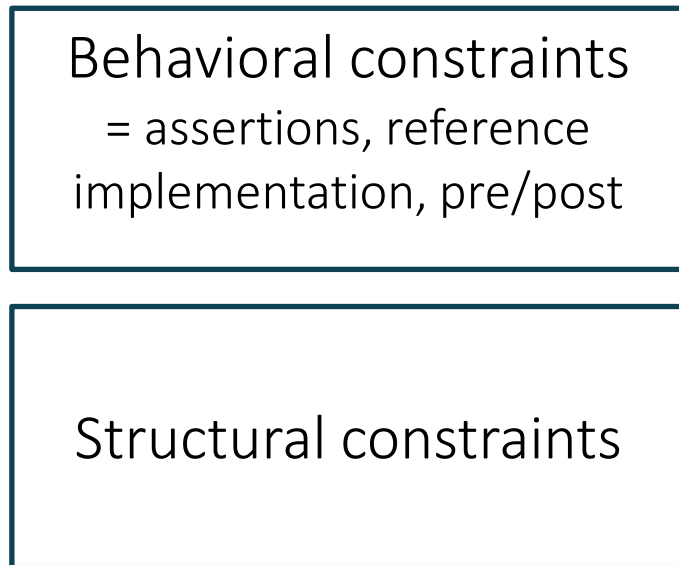 Behavioral constraints
= assertions, reference
implementation, pre/post
Structural constraints